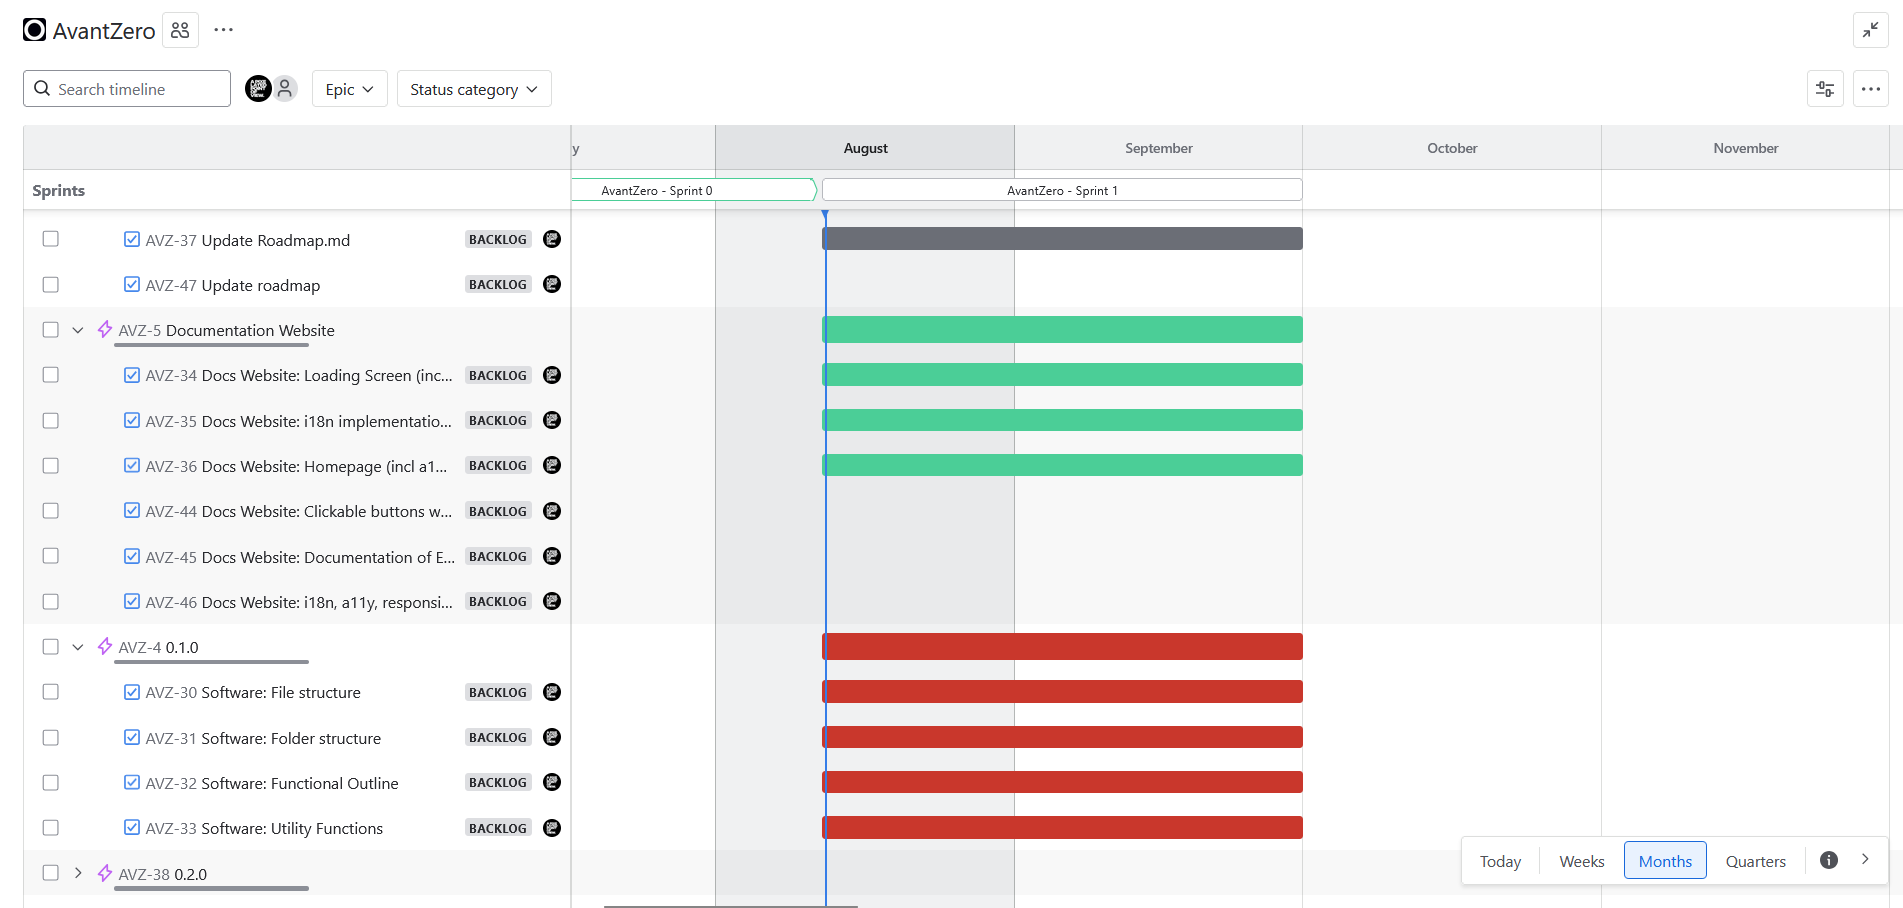 AvantZero
Search timeline
Epic
Status category
y
August
September
October
November
Sprints
AvantZero - Sprint 0
AvantZero - Sprint 1
AVZ-37 Update Roadmap.md BACKLOG
AVZ-47 Update roadmap BACKLOG
AVZ-5 Documentation Website
AVZ-34 Docs Website: Loading Screen (inc... BACKLOG
AVZ-35 Docs Website: i18n implementatio... BACKLOG
AVZ-36 Docs Website: Homepage (incl a1... BACKLOG
AVZ-44 Docs Website: Clickable buttons w... BACKLOG
AVZ-45 Docs Website: Documentation of E... BACKLOG
AVZ-46 Docs Website: i18n, a11y, responsi... BACKLOG
AVZ-4 0.1.0
AVZ-30 Software: File structure BACKLOG
AVZ-31 Software: Folder structure BACKLOG
AVZ-32 Software: Functional Outline BACKLOG
AVZ-33 Software: Utility Functions BACKLOG
AVZ-38 0.2.0
Today
Weeks
Months
Quarters